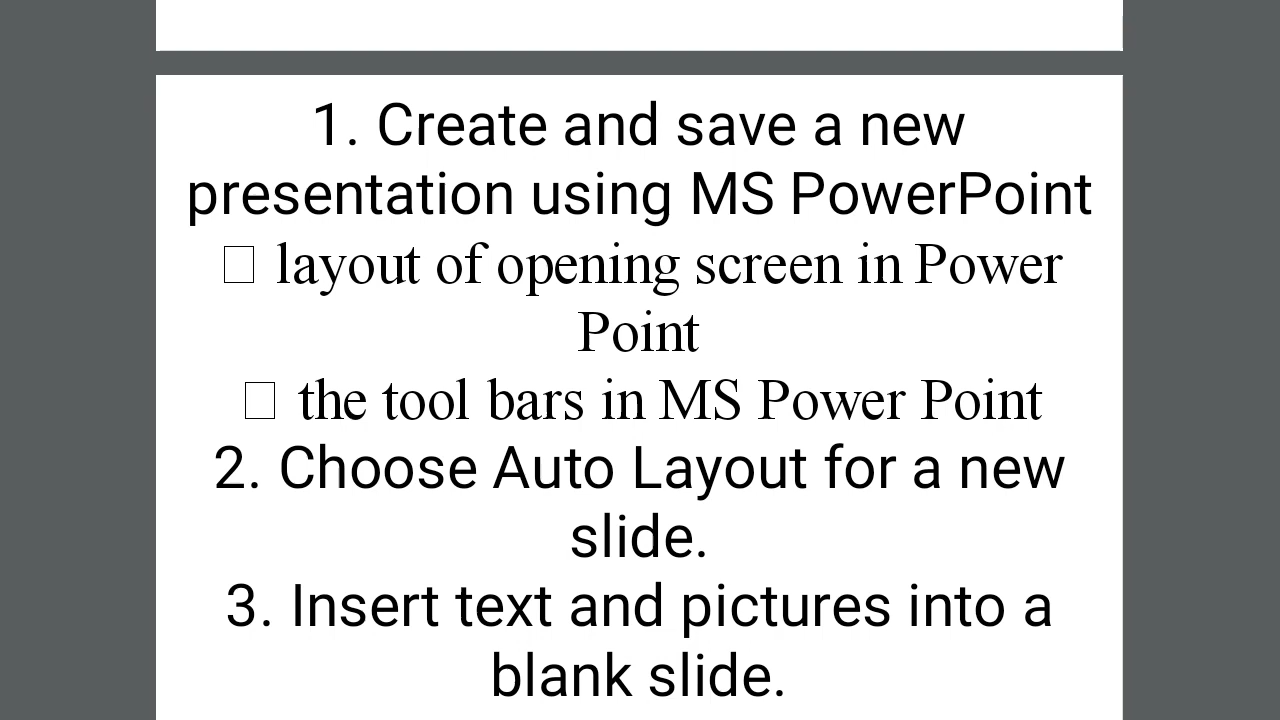 1. Create and save a new
presentation using MS PowerPoint
□ layout of opening screen in Power
Point
□ the tool bars in MS Power Point
2. Choose Auto Layout for a new
slide.
3. Insert text and pictures into a
blank slide.